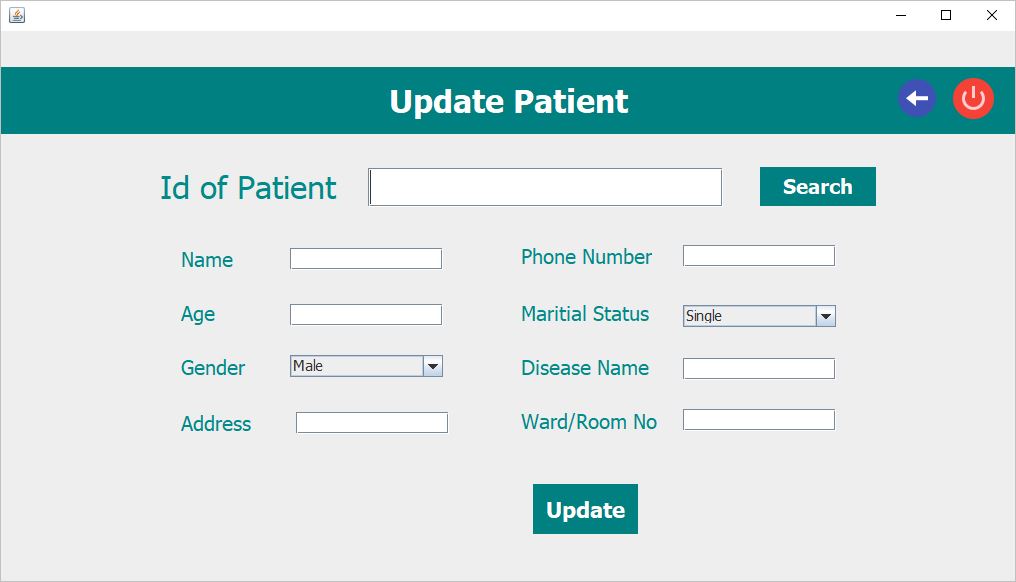 Update Patient
Id of Patient Search
Name Phone Number
Age Maritial Status Single
Gender Male Disease Name
Address Ward/Room No
Update